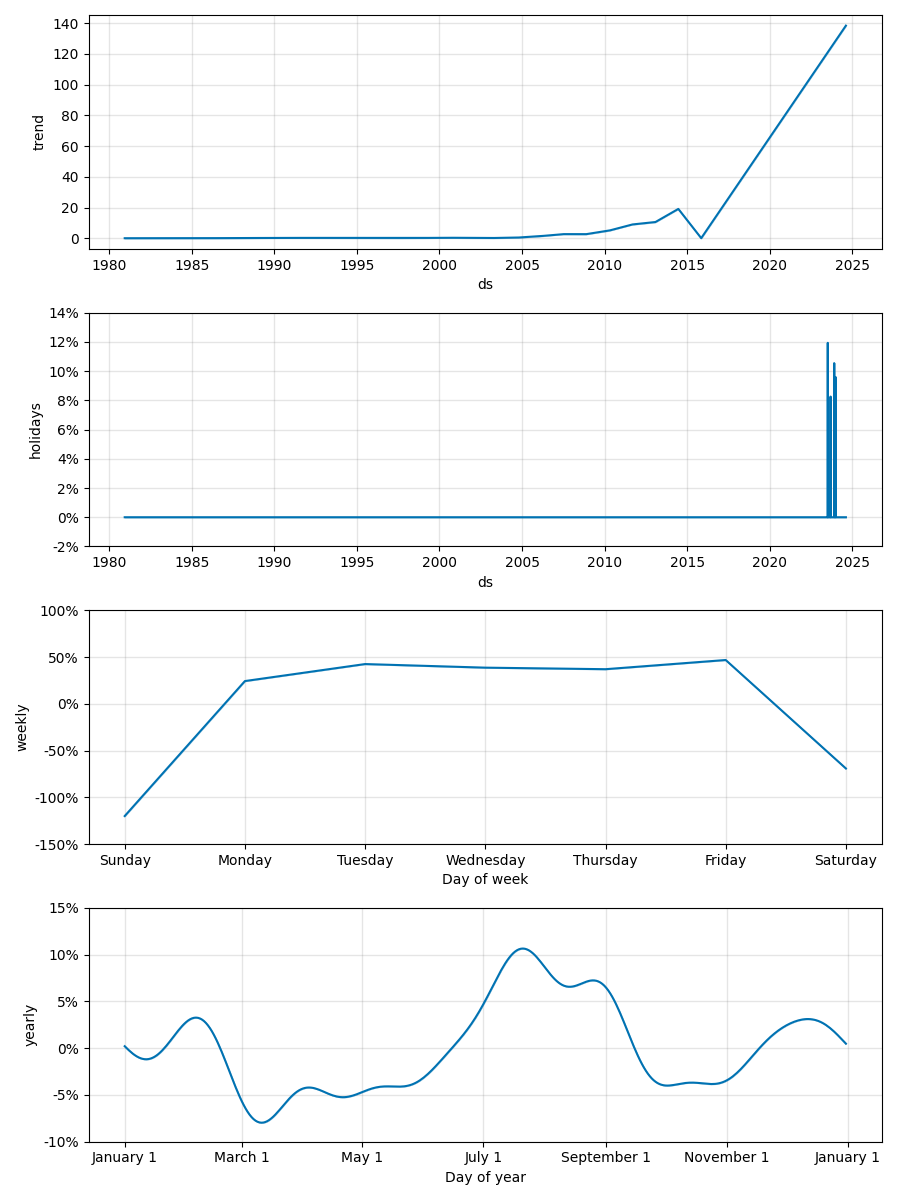 140
120
100
80
60
40
20
0
trend
1980 1985 1990 1995 2000 2005 2010 2015 2020 2025
ds
14%
12%
10%
8%
6%
4%
2%
0%
-2%
holidays
1980 1985 1990 1995 2000 2005 2010 2015 2020 2025
ds
100%
50%
0%
-50%
-100%
-150%
weekly
Sunday Monday Tuesday Wednesday Thursday Friday Saturday
Day of week
15%
10%
5%
0%
-5%
-10%
yearly
January 1 March 1 May 1 July 1 September 1 November 1 January 1
Day of year